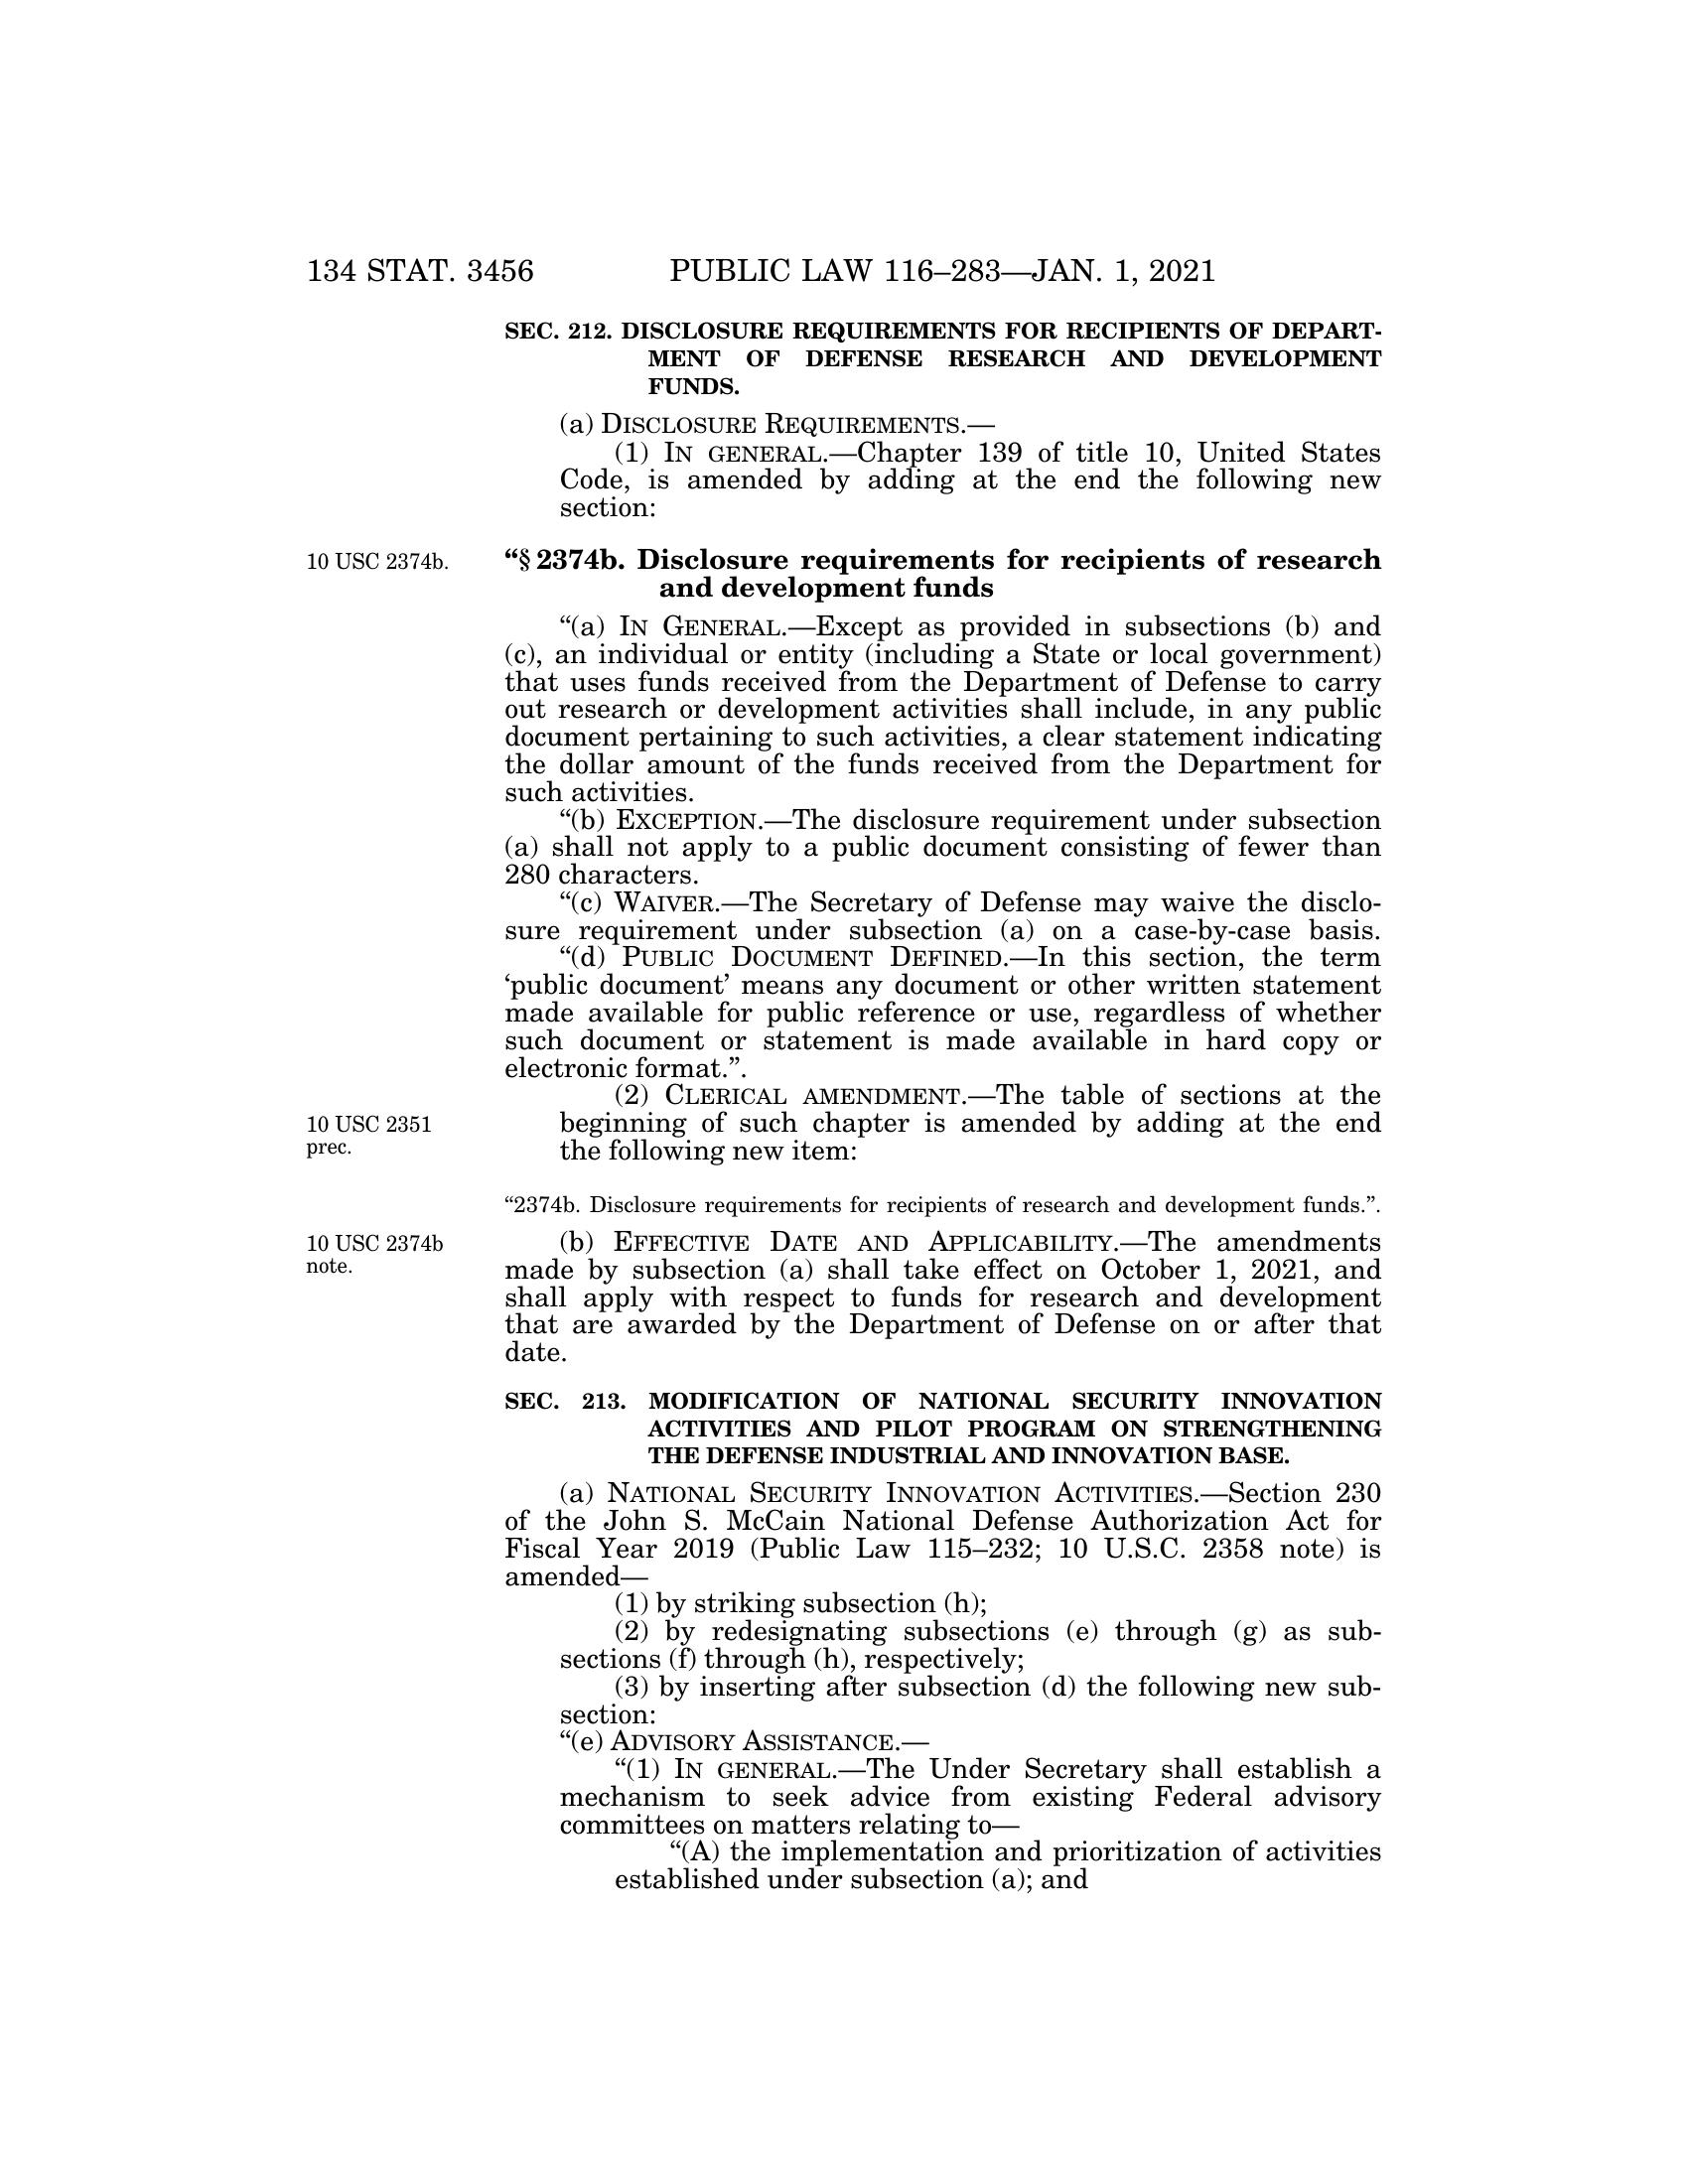 134 STAT. 3456 PUBLIC LAW 116–283—JAN. 1, 2021
SEC. 212. DISCLOSURE REQUIREMENTS FOR RECIPIENTS OF DEPART-
MENT OF DEFENSE RESEARCH AND DEVELOPMENT
FUNDS.
(a) DISCLOSURE REQUIREMENTS.—
(1) IN GENERAL.—Chapter 139 of title 10, United States
Code, is amended by adding at the end the following new
section:
10 USC 2374b.
“§ 2374b. Disclosure requirements for recipients of research
and development funds
“(a) IN GENERAL.—Except as provided in subsections (b) and
(c), an individual or entity (including a State or local government)
that uses funds received from the Department of Defense to carry
out research or development activities shall include, in any public
document pertaining to such activities, a clear statement indicating
the dollar amount of the funds received from the Department for
such activities.
“(b) EXCEPTION.—The disclosure requirement under subsection
(a) shall not apply to a public document consisting of fewer than
280 characters.
“(c) WAIVER.—The Secretary of Defense may waive the disclo-
sure requirement under subsection (a) on a case-by-case basis.
“(d) PUBLIC DOCUMENT DEFINED.—In this section, the term
‘public document’ means any document or other written statement
made available for public reference or use, regardless of whether
such document or statement is made available in hard copy or
electronic format.”.
(2) CLERICAL AMENDMENT.—The table of sections at the
beginning of such chapter is amended by adding at the end
the following new item:
10 USC 2351
prec.
“2374b. Disclosure requirements for recipients of research and development funds.”.
10 USC 2374b
note.
(b) EFFECTIVE DATE AND APPLICABILITY.—The amendments
made by subsection (a) shall take effect on October 1, 2021, and
shall apply with respect to funds for research and development
that are awarded by the Department of Defense on or after that
date.
SEC. 213. MODIFICATION OF NATIONAL SECURITY INNOVATION
ACTIVITIES AND PILOT PROGRAM ON STRENGTHENING
THE DEFENSE INDUSTRIAL AND INNOVATION BASE.
(a) NATIONAL SECURITY INNOVATION ACTIVITIES.—Section 230
of the John S. McCain National Defense Authorization Act for
Fiscal Year 2019 (Public Law 115–232; 10 U.S.C. 2358 note) is
amended—
(1) by striking subsection (h);
(2) by redesignating subsections (e) through (g) as sub-
sections (f) through (h), respectively;
(3) by inserting after subsection (d) the following new sub-
section:
“(e) ADVISORY ASSISTANCE.—
“(1) IN GENERAL.—The Under Secretary shall establish a
mechanism to seek advice from existing Federal advisory
committees on matters relating to—
“(A) the implementation and prioritization of activities
established under subsection (a); and